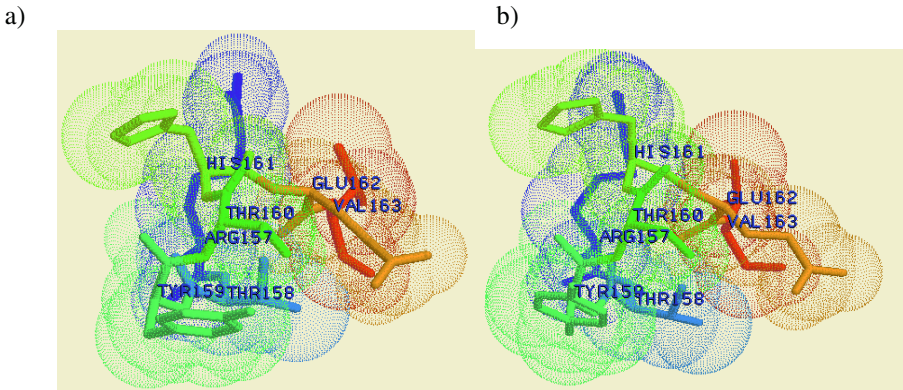 a)
b)
HIS161
GLU162
VAL163
THR160
ARG157
TYR159 THR158
HIS161
GLU162
THR160 VAL163
ARG157
TYR159 THR158